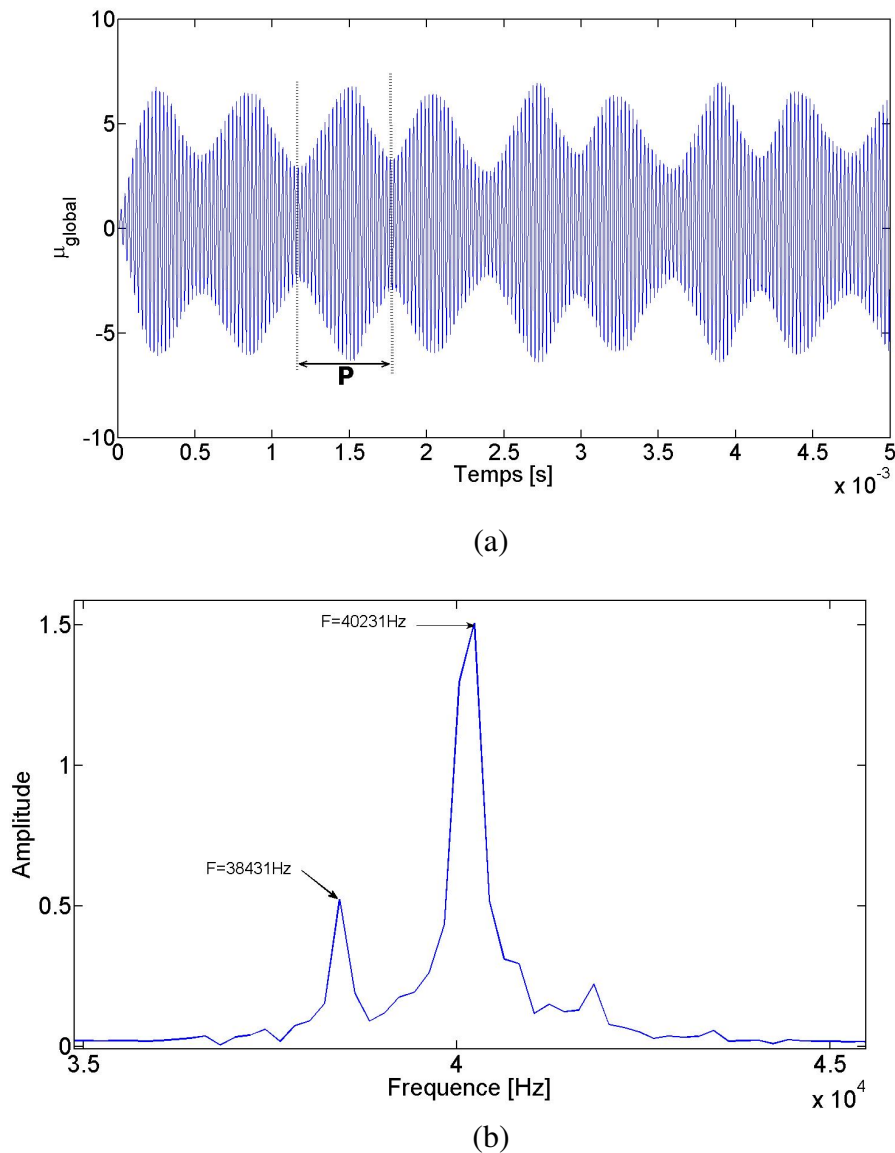 10
5
0
-5
-10
μglobal
P
0 0.5 1 1.5 2 2.5 3 3.5 4 4.5 5
Temps [s]
x 10-3
(a)
1.5
1
0.5
0
Amplitude
F=40231Hz
F=38431Hz
3.5 4 4.5
Frequence [Hz]
x 104
(b)